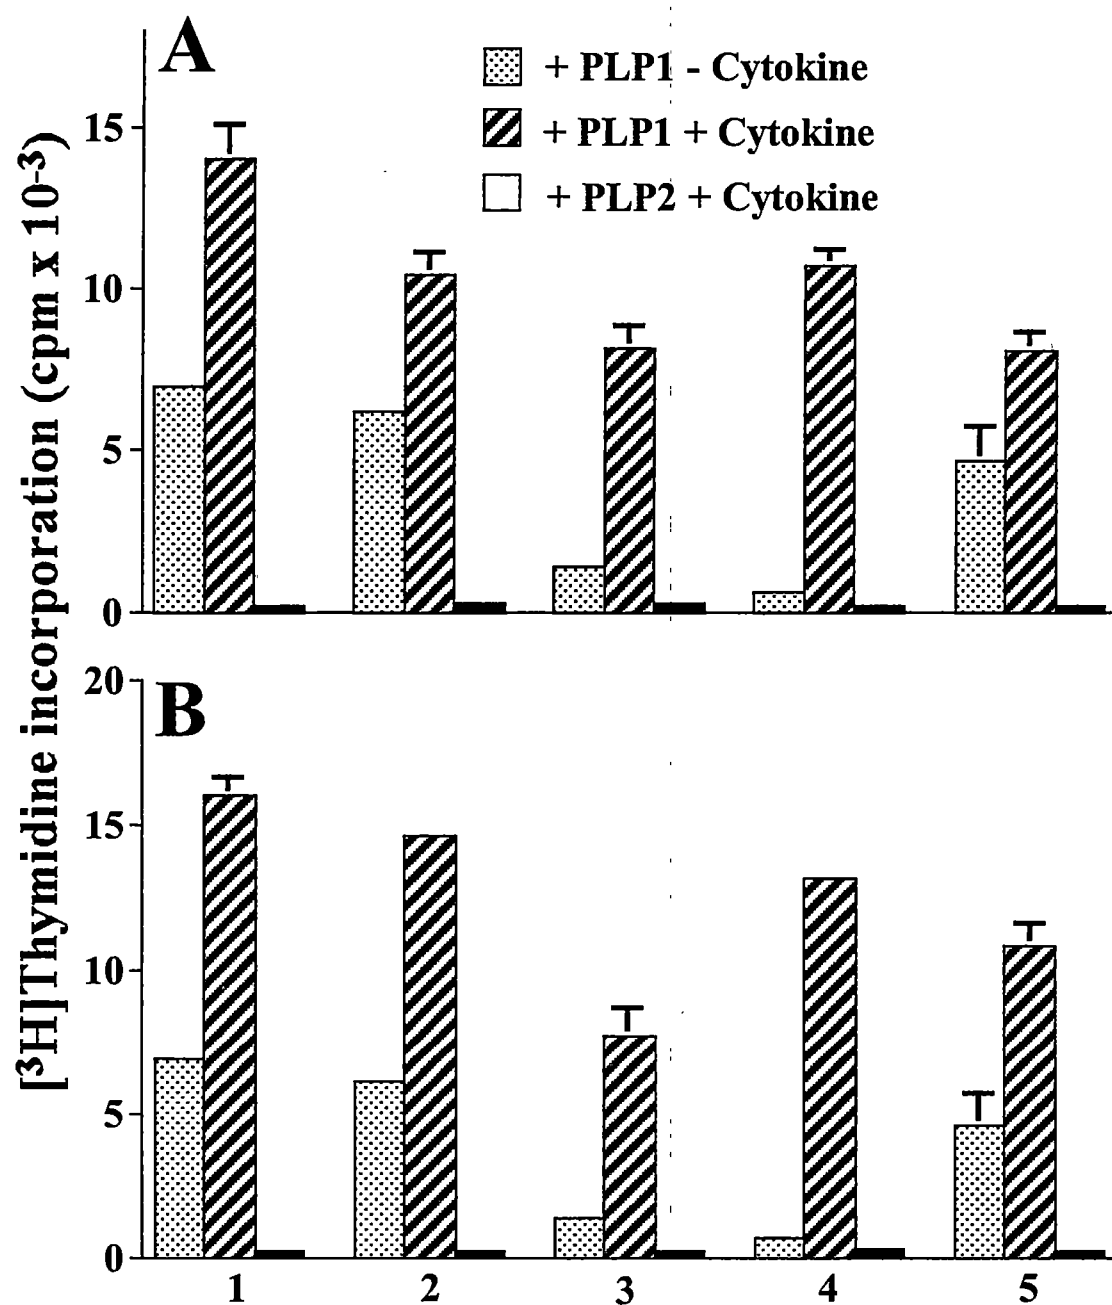 A
+ PLP1 - Cytokine
+ PLP1 + Cytokine
+ PLP2 + Cytokine
15
10
5
0
[³H]Thymidine incorporation (cpm x 10⁻³)
B
20
15
10
5
0
1 2 3 4 5